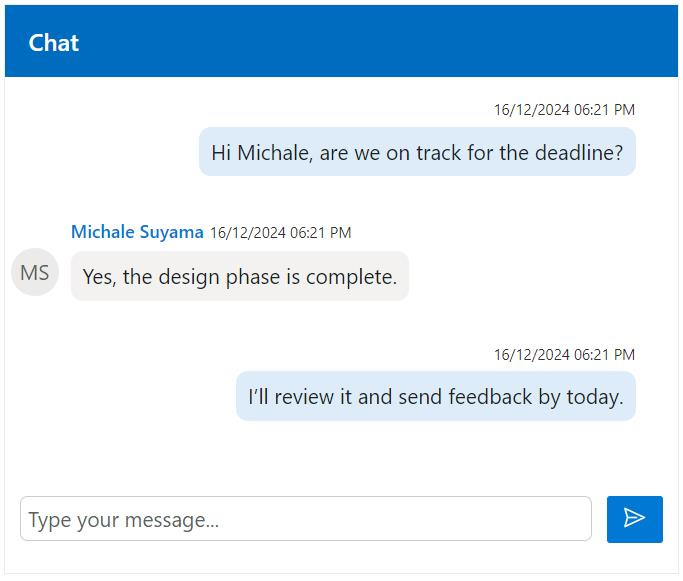 Chat
16/12/2024 06:21 PM
Hi Michale, are we on track for the deadline?
Michale Suyama 16/12/2024 06:21 PM
MS
Yes, the design phase is complete.
16/12/2024 06:21 PM
I’ll review it and send feedback by today.
Type your message...